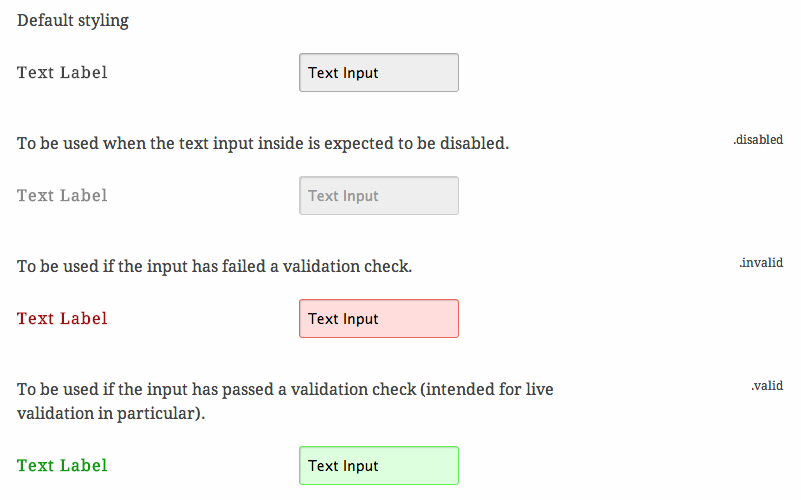 Default styling
Text Label Text Input
To be used when the text input inside is expected to be disabled. .disabled
Text Label Text Input
To be used if the input has failed a validation check. .invalid
Text Label Text Input
To be used if the input has passed a validation check (intended for live .valid
validation in particular).
Text Label Text Input